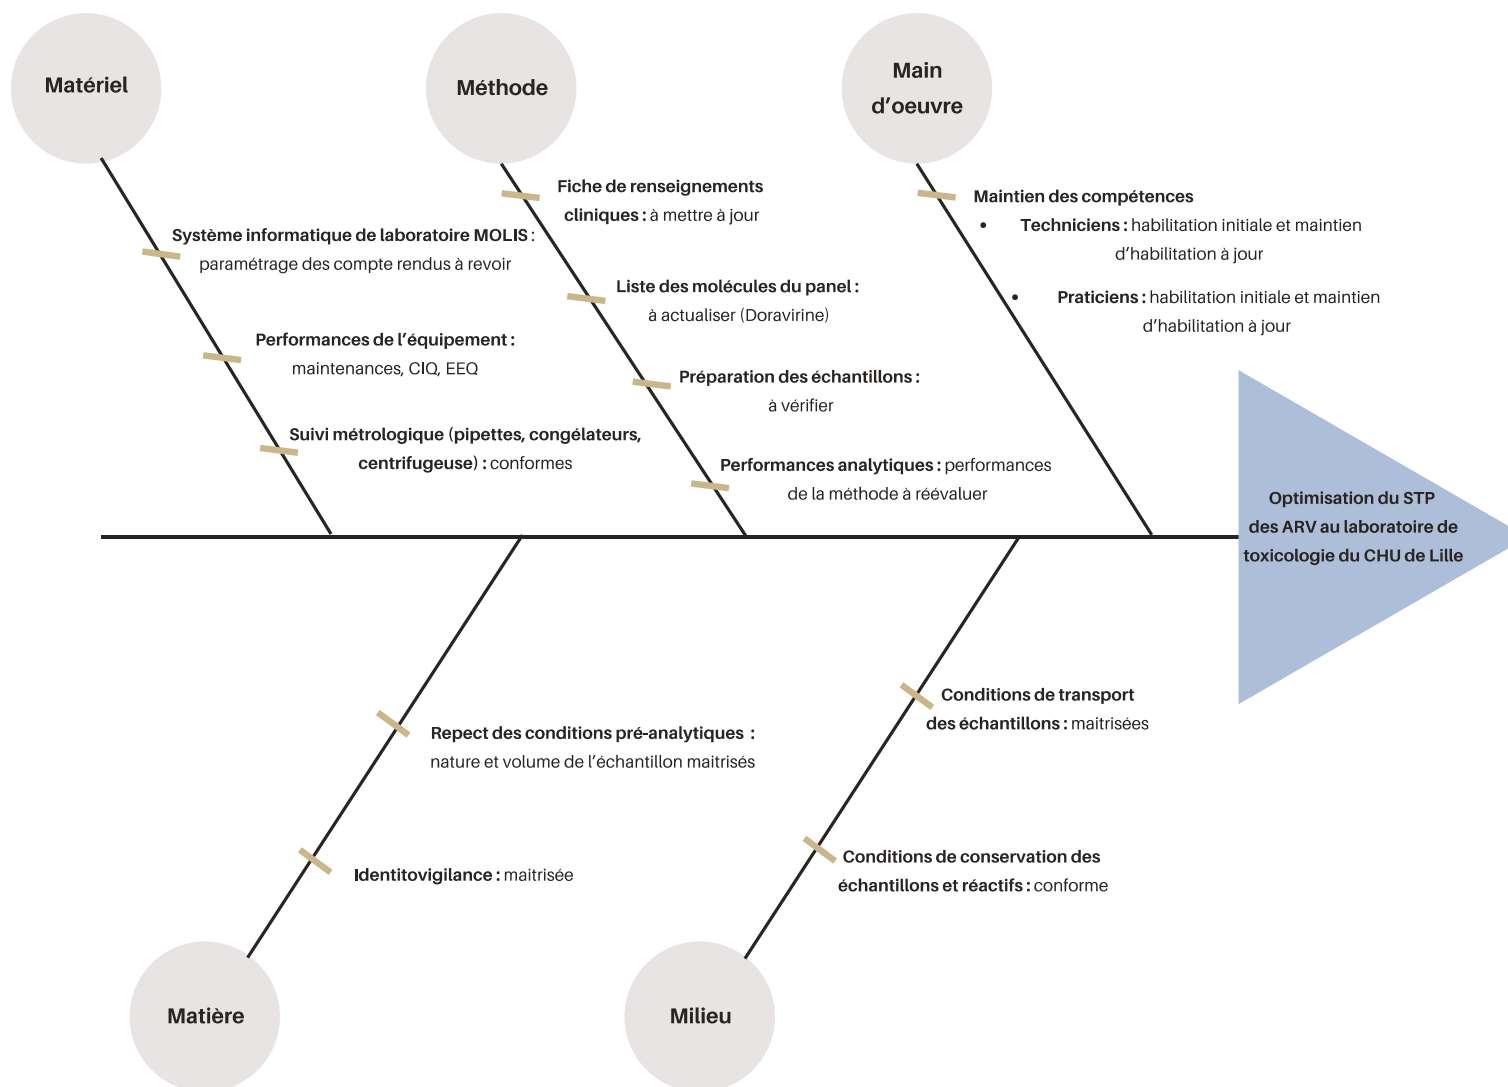 Matériel
Méthode
Main
d'oeuvre
Système informatique de laboratoire MOLIS :
paramétrage des compte rendus à revoir
Performances de l'équipement :
maintenances, CIQ, EEQ
Suivi métrologique (pipettes, congélateurs,
centrifugeuse) : conformes
Fiche de renseignements
cliniques : à mettre à jour
Liste des molécules du panel :
à actualiser (Doravirine)
Préparation des échantillons :
à vérifier
Performances analytiques : performances
de la méthode à réévaluer
Maintien des compétences
• Techniciens : habilitation initiale et maintien
d'habilitation à jour
• Praticiens : habilitation initiale et maintien
d'habilitation à jour
Optimisation du STP
des ARV au laboratoire de
toxicologie du CHU de Lille
Repect des conditions pré-analytiques :
nature et volume de l'échantillon maitrisés
Identitovigilance : maitrisée
Conditions de transport
des échantillons : maitrisées
Conditions de conservation des
échantillons et réactifs : conforme
Matière
Milieu